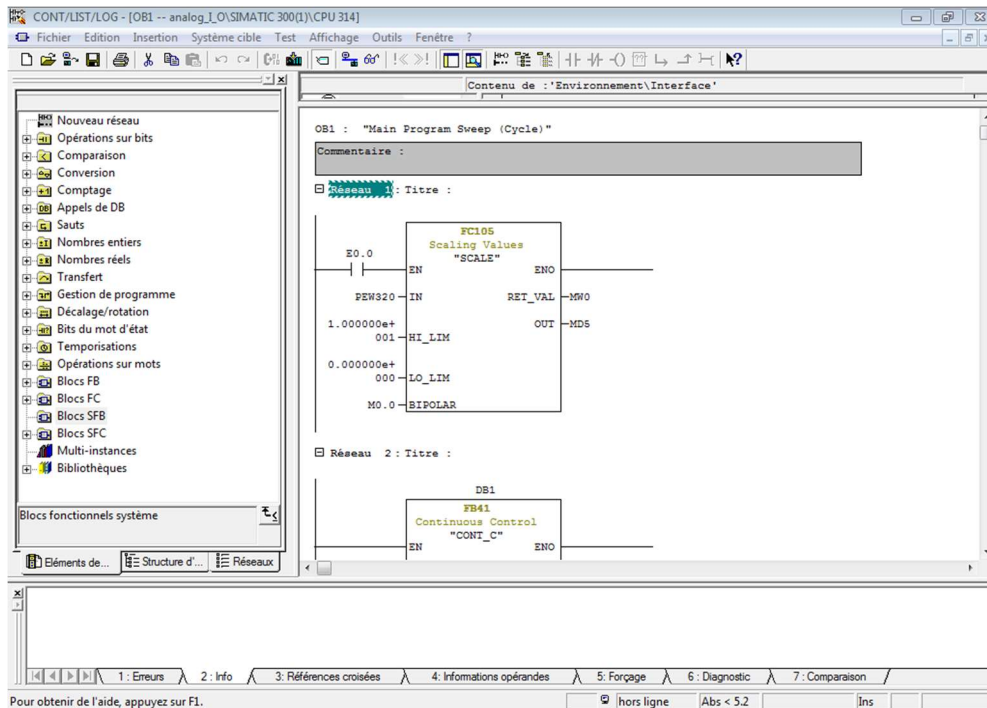 CONT/LIST/LOG - [OB1 -- analog_I_O\SIMATIC 300(1)\CPU 314]
Fichier Edition Insertion Système cible Test Affichage Outils Fenêtre ?
Contenu de :'Environnement\Interface'
Nouveau réseau
Opérations sur bits
Comparaison
Conversion
Comptage
Appels de DB
Sauts
Nombres entiers
Nombres réels
Transfert
Gestion de programme
Décalage/rotation
Bits du mot d'état
Temporisations
Opérations sur mots
Blocs FB
Blocs FC
Blocs SFB
Blocs SFC
Multi-instances
Bibliothèques
Blocs fonctionnels système
Eléments de... Structure d'... Réseaux
OB1 : "Main Program Sweep (Cycle)"
Commentaire :
Réseau 1: Titre :
FC105
Scaling Values
"SCALE"
E0.0
EN ENO
PEW320 IN RET_VAL MW0
1.000000e+ OUT MD5
001 HI_LIM
0.000000e+
000 LO_LIM
M0.0 BIPOLAR
Réseau 2 : Titre :
DB1
FB41
Continuous Control
"CONT_C"
EN ENO
1 : Erreurs 2 : Info 3 : Références croisées 4: Informations opérandes 5: Forçage 6 : Diagnostic 7 : Comparaison
Pour obtenir de l'aide, appuyez sur F1. hors ligne Abs < 5.2 Ins